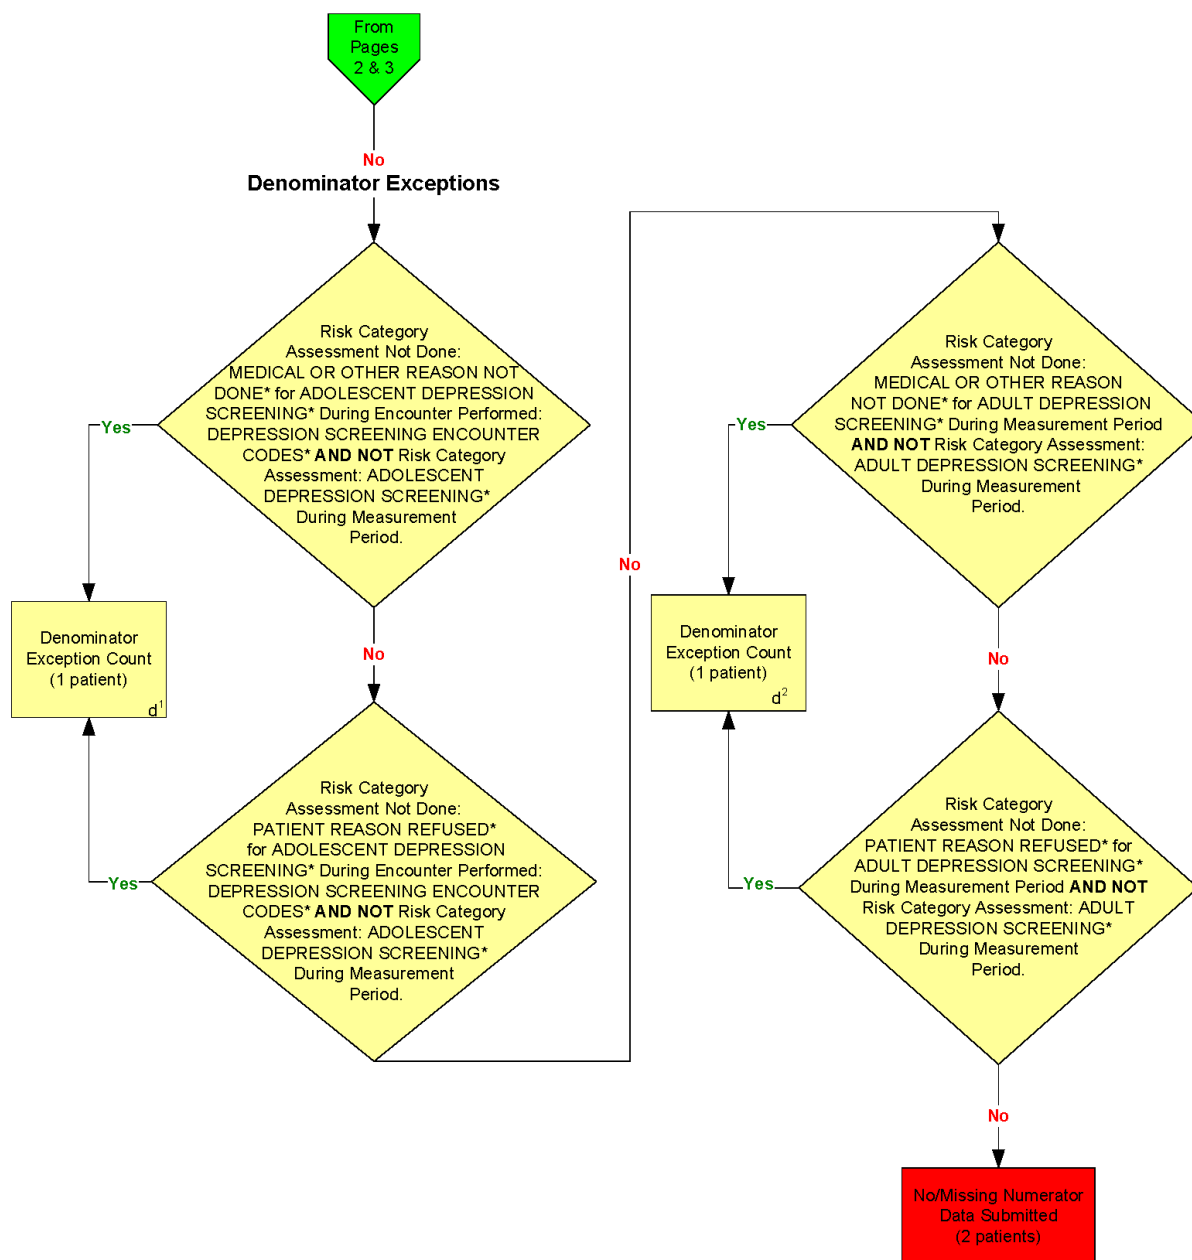 From
Pages
2 & 3
No
Denominator Exceptions
Risk Category
Assessment Not Done:
MEDICAL OR OTHER REASON NOT
DONE* for ADOLESCENT DEPRESSION
SCREENING* During Encounter Performed:
DEPRESSION SCREENING ENCOUNTER
CODES* AND NOT Risk Category
Assessment: ADOLESCENT
DEPRESSION SCREENING*
During Measurement
Period.
Yes
Denominator
Exception Count
(1 patient)
d1
No
Risk Category
Assessment Not Done:
PATIENT REASON REFUSED*
for ADOLESCENT DEPRESSION
SCREENING* During Encounter Performed:
DEPRESSION SCREENING ENCOUNTER
CODES* AND NOT Risk Category
Assessment: ADOLESCENT
DEPRESSION SCREENING*
During Measurement
Period.
Yes
No
Risk Category
Assessment Not Done:
MEDICAL OR OTHER REASON
NOT DONE* for ADULT DEPRESSION
SCREENING* During Measurement Period
AND NOT Risk Category Assessment:
ADULT DEPRESSION SCREENING*
During Measurement
Period.
Yes
Denominator
Exception Count
(1 patient)
d2
No
Risk Category
Assessment Not Done:
PATIENT REASON REFUSED* for
ADULT DEPRESSION SCREENING*
During Measurement Period AND NOT
Risk Category Assessment: ADULT
DEPRESSION SCREENING*
During Measurement
Period.
Yes
No
No/Missing Numerator
Data Submitted
(2 patients)